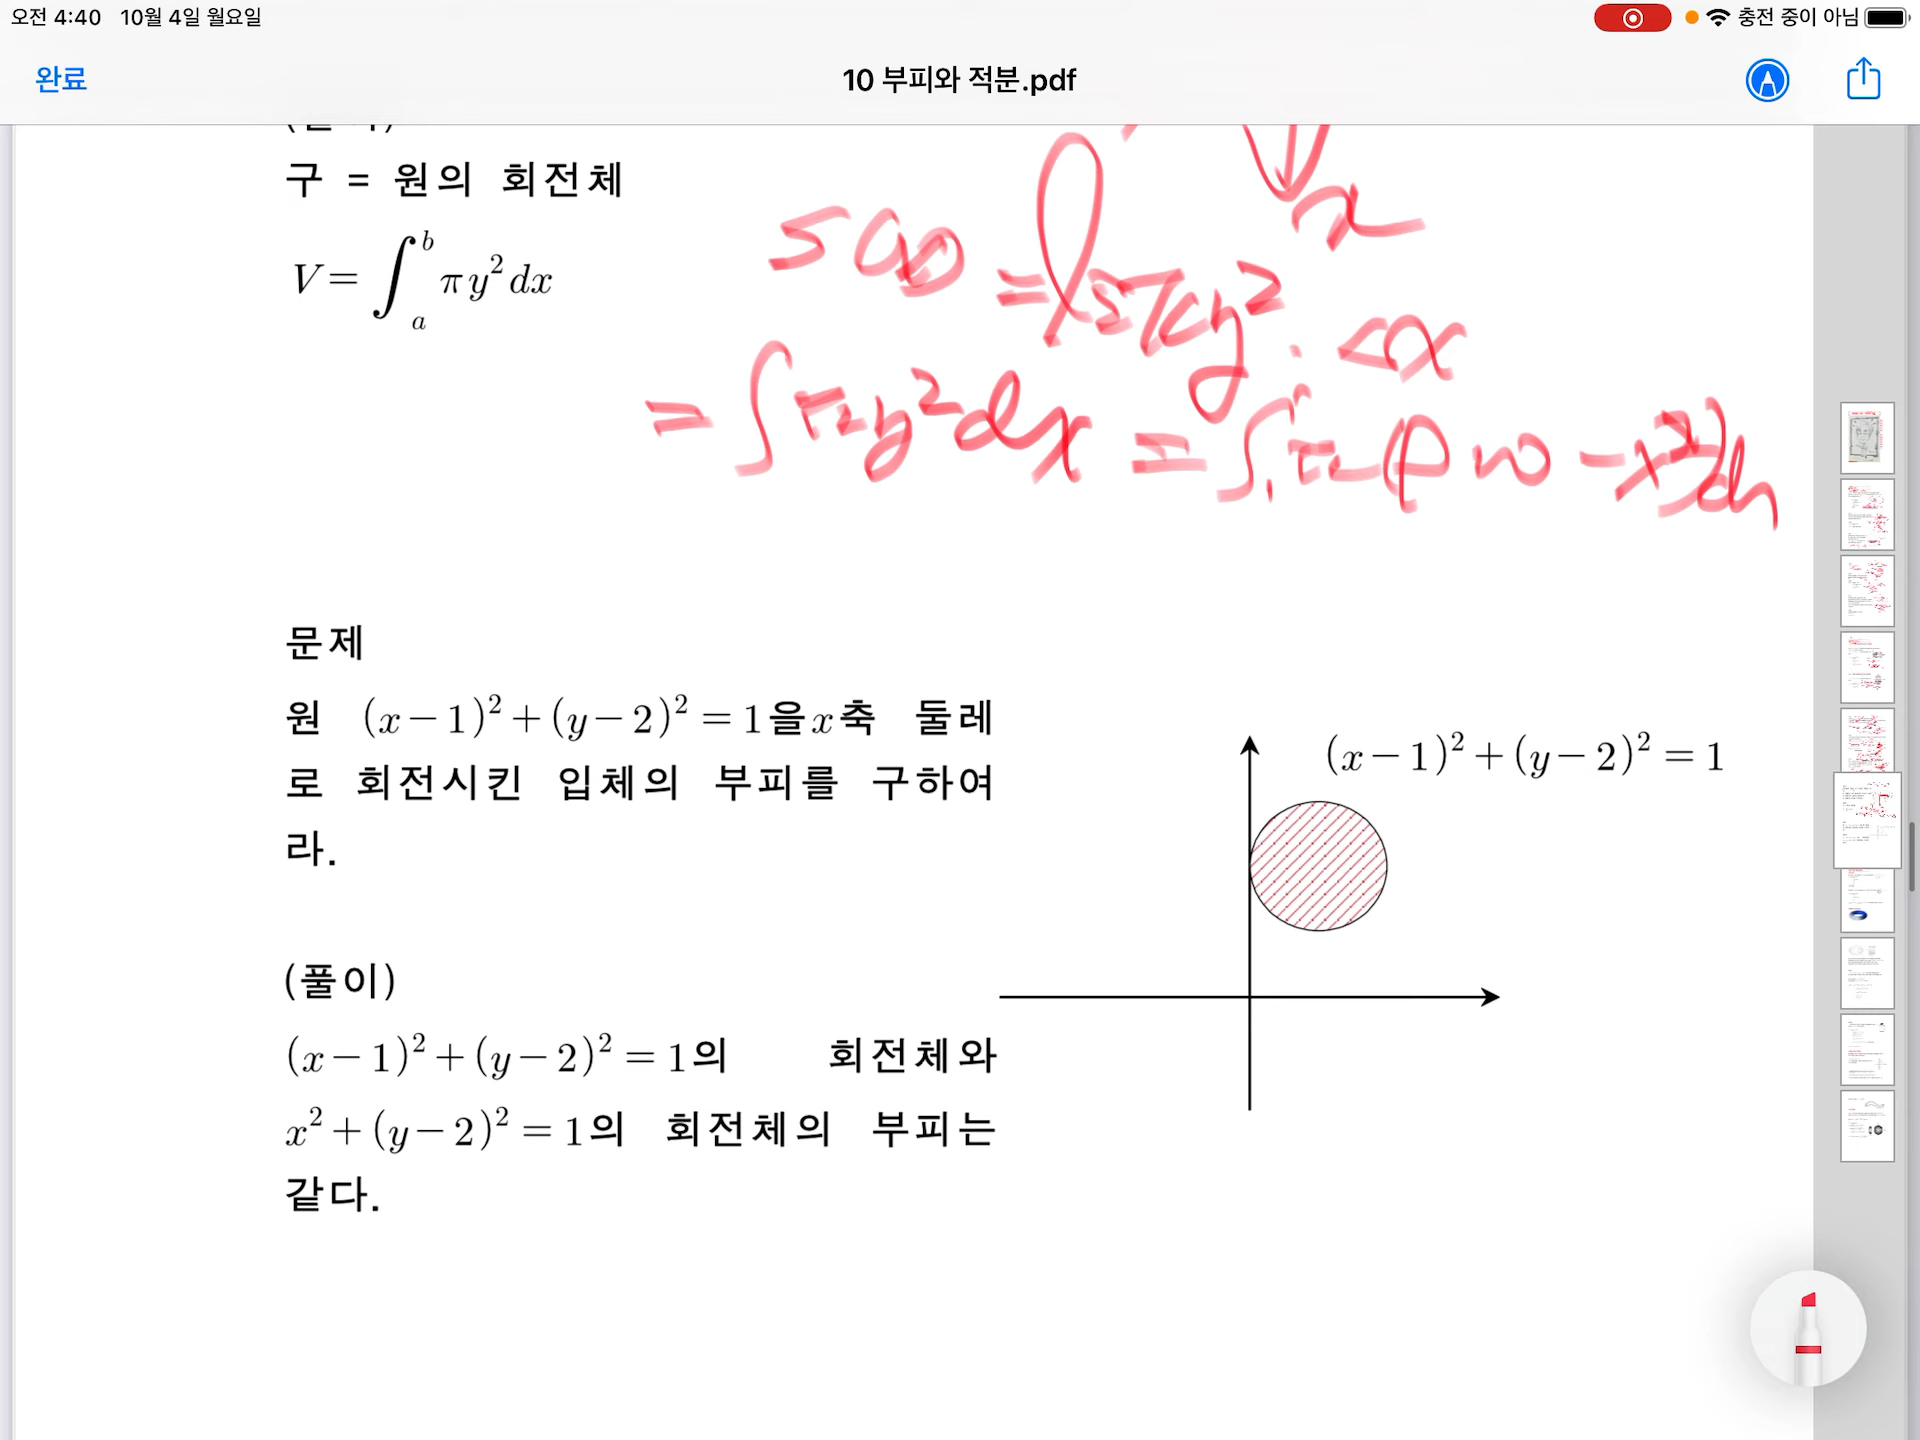 오전 4:40 10월 4일 월요일
충전 중이 아님
완료
10 부피와 적분.pdf
구 = 원의 회전체
V = ∫_a^b πy² dx
= ∫πy²dx
문제
원 (x−1)²+(y−2)² = 1을 x축 둘레
로 회전시킨 입체의 부피를 구하여
라.
(x−1)²+(y−2)² = 1
(풀이)
(x−1)²+(y−2)² = 1의 회전체와
x²+(y−2)² = 1의 회전체의 부피는
같다.